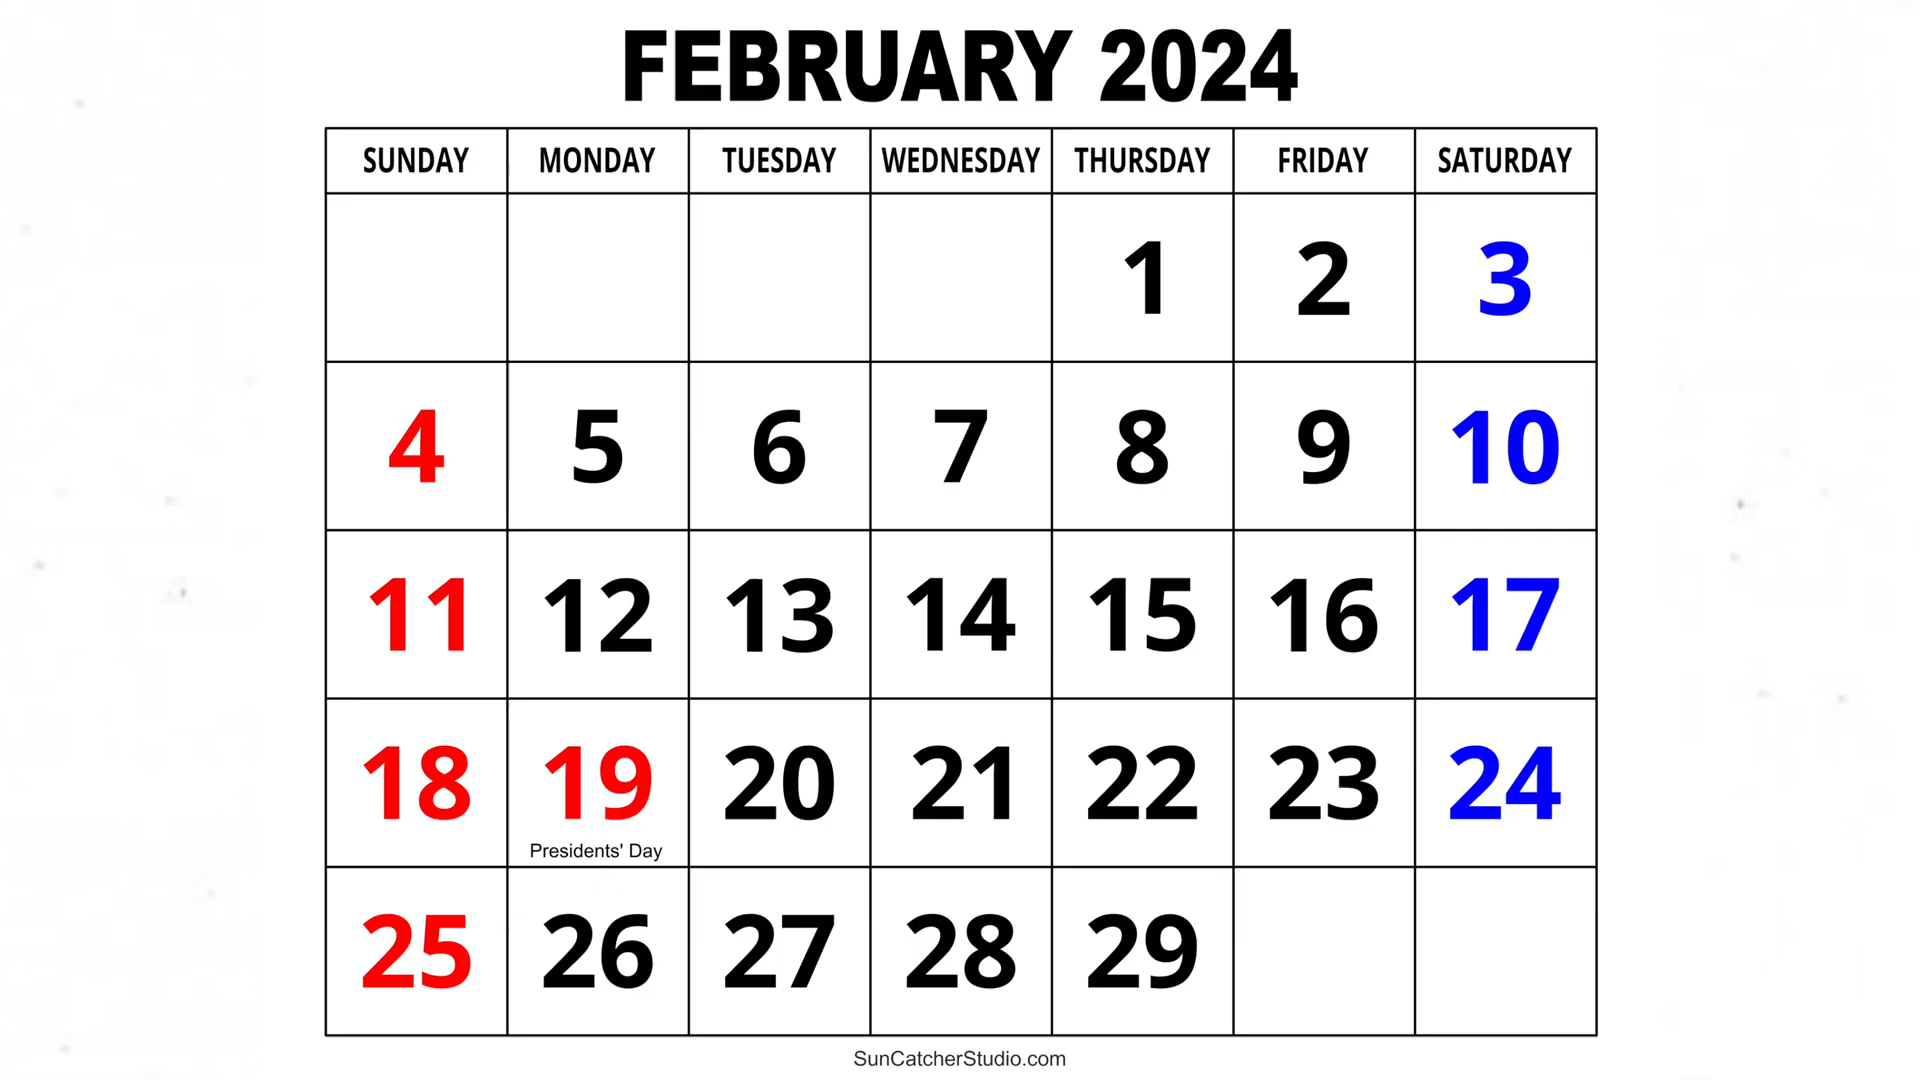 FEBRUARY 2024
SUNDAY MONDAY TUESDAY WEDNESDAY THURSDAY FRIDAY SATURDAY
1 2 3
4 5 6 7 8 9 10
11 12 13 14 15 16 17
18 19 20 21 22 23 24
Presidents' Day
25 26 27 28 29
SunCatcherStudio.com